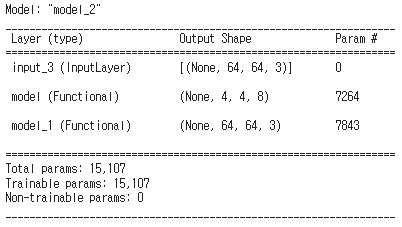 Model: "model_2"
_________________________________________________________________
Layer (type) Output Shape Param #
=================================================================
input_3 (InputLayer) [(None, 64, 64, 3)] 0
model (Functional) (None, 4, 4, 8) 7264
model_1 (Functional) (None, 64, 64, 3) 7843
=================================================================
Total params: 15,107
Trainable params: 15,107
Non-trainable params: 0
_________________________________________________________________